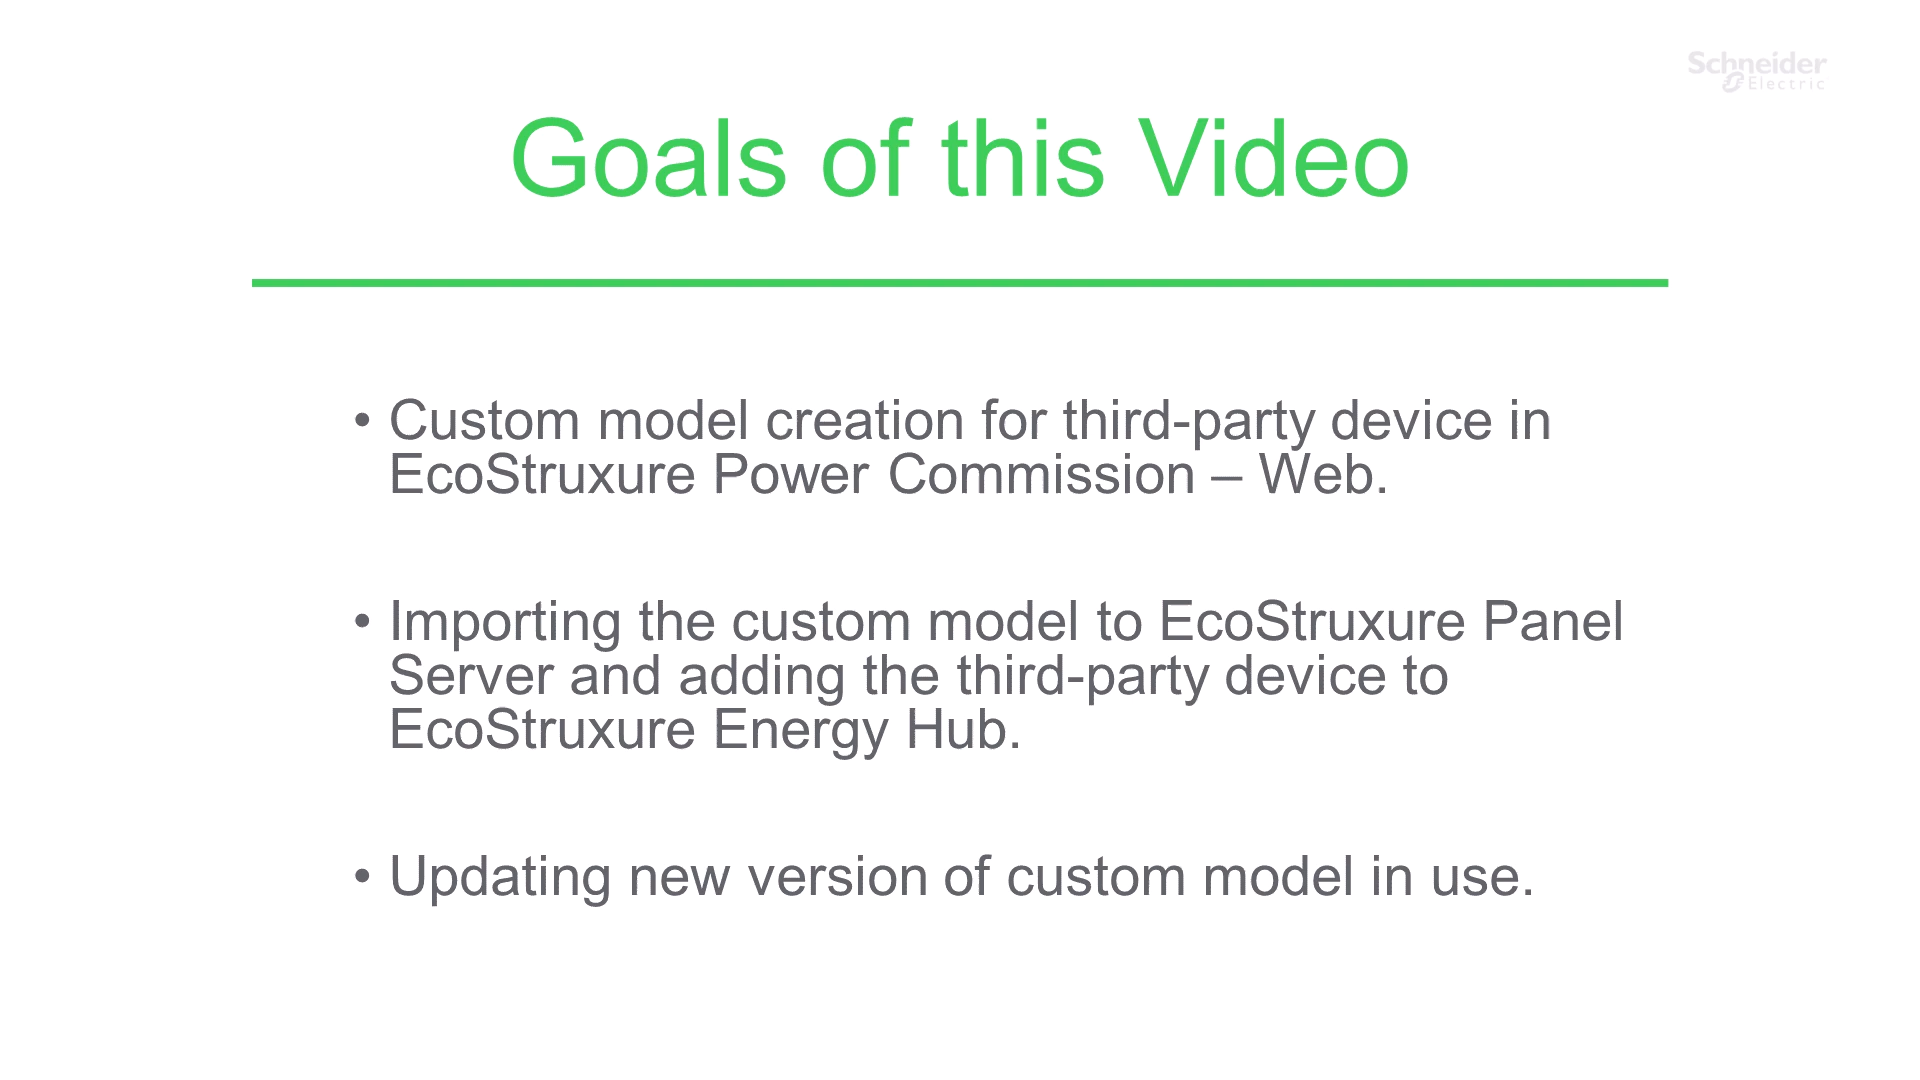 Schneider
Electric
Goals of this Video
• Custom model creation for third-party device in
EcoStruxure Power Commission – Web.
• Importing the custom model to EcoStruxure Panel
Server and adding the third-party device to
EcoStruxure Energy Hub.
• Updating new version of custom model in use.